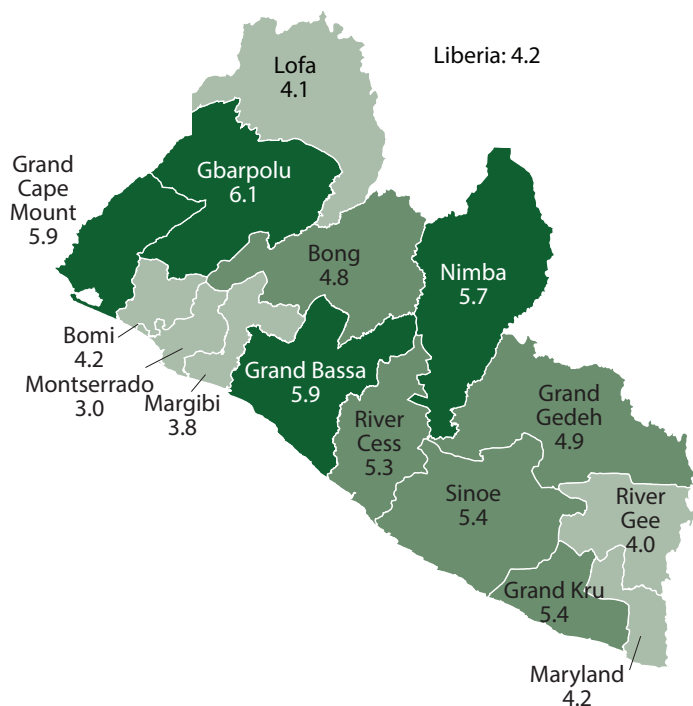 Liberia: 4.2
Lofa
4.1
Gbarpolu
6.1
Grand
Cape
Mount
5.9
Bong
4.8
Nimba
5.7
Bomi
4.2
Montserrado
3.0
Margibi
3.8
Grand Bassa
5.9
River
Cess
5.3
Grand
Gedeh
4.9
Sinoe
5.4
River
Gee
4.0
Grand Kru
5.4
Maryland
4.2